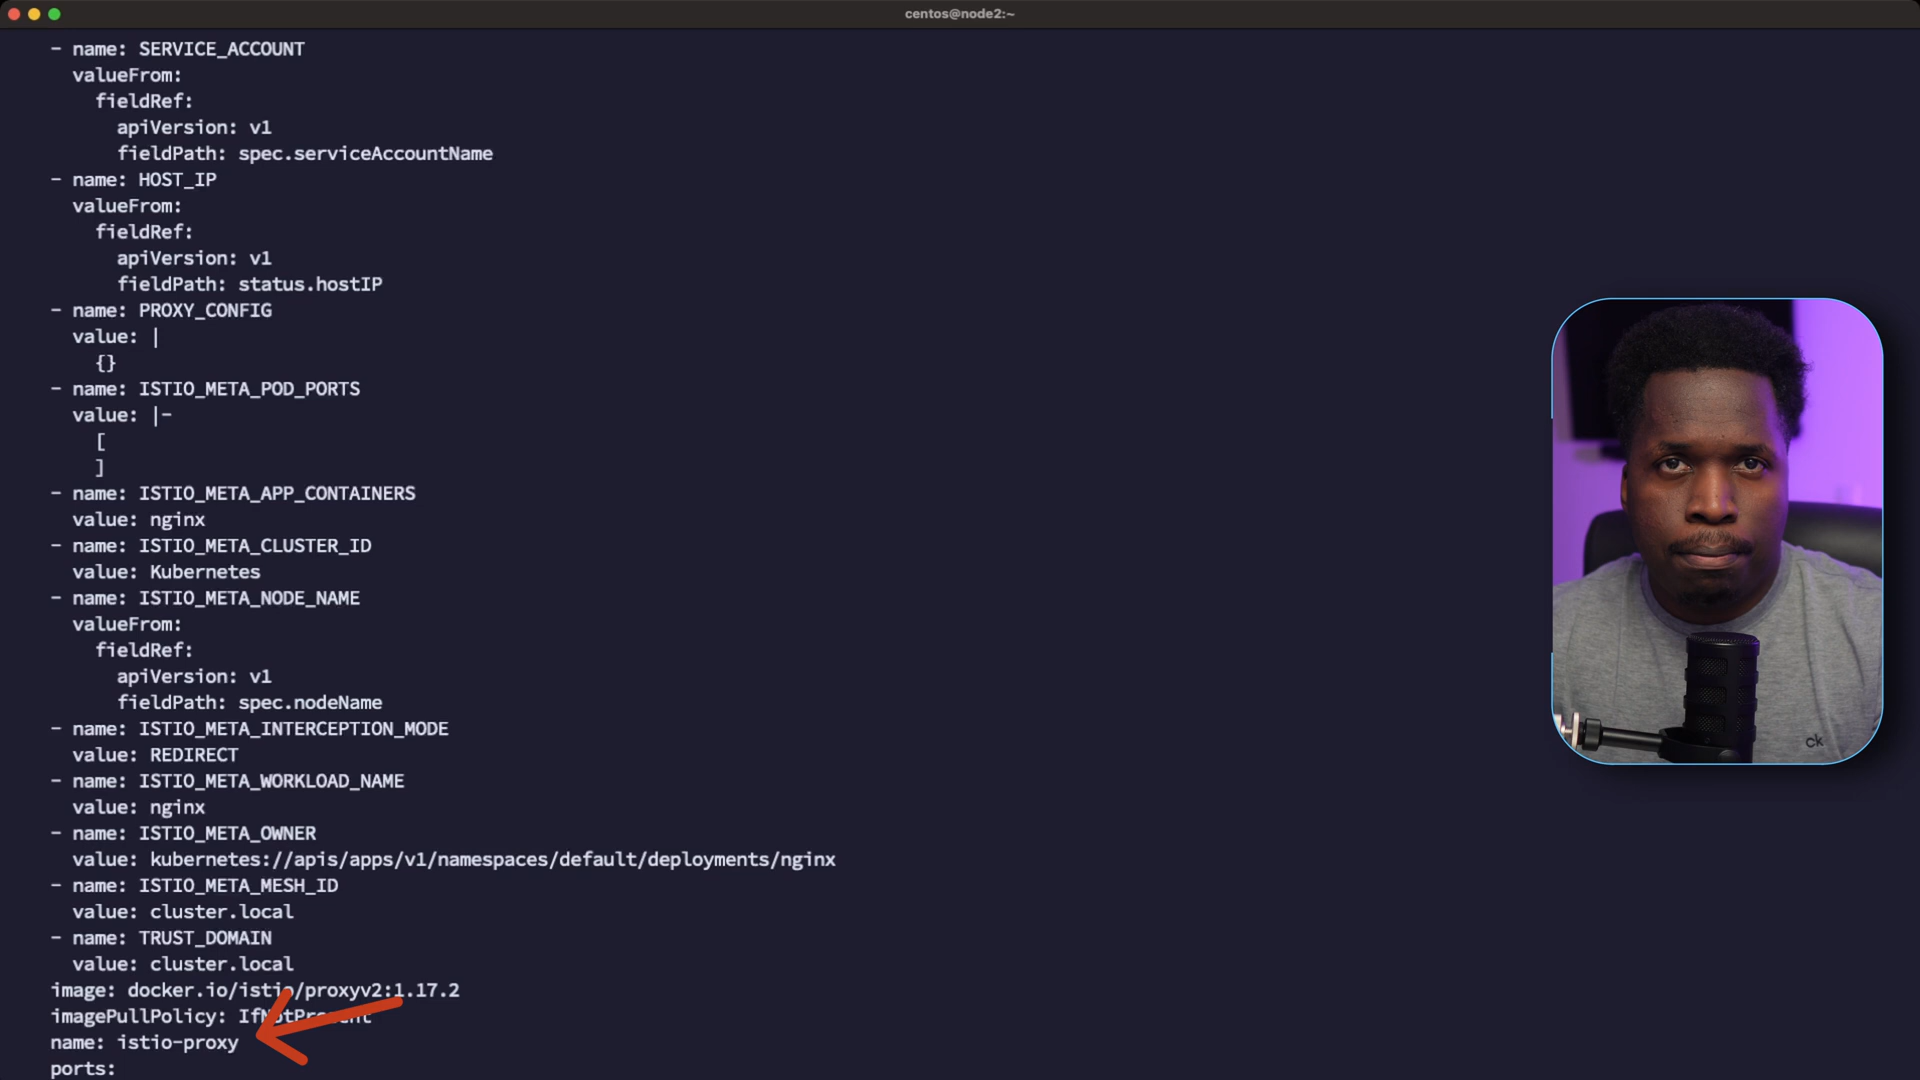 centos@node2:~
- name: SERVICE_ACCOUNT
valueFrom:
fieldRef:
apiVersion: v1
fieldPath: spec.serviceAccountName
- name: HOST_IP
valueFrom:
fieldRef:
apiVersion: v1
fieldPath: status.hostIP
- name: PROXY_CONFIG
value: |
{}
- name: ISTIO_META_POD_PORTS
value: |-
[
]
- name: ISTIO_META_APP_CONTAINERS
value: nginx
- name: ISTIO_META_CLUSTER_ID
value: Kubernetes
- name: ISTIO_META_NODE_NAME
valueFrom:
fieldRef:
apiVersion: v1
fieldPath: spec.nodeName
- name: ISTIO_META_INTERCEPTION_MODE
value: REDIRECT
- name: ISTIO_META_WORKLOAD_NAME
value: nginx
- name: ISTIO_META_OWNER
value: kubernetes://apis/apps/v1/namespaces/default/deployments/nginx
- name: ISTIO_META_MESH_ID
value: cluster.local
- name: TRUST_DOMAIN
value: cluster.local
image: docker.io/istio/proxyv2:1.17.2
imagePullPolicy: IfNotPresent
name: istio-proxy
ports:
ck